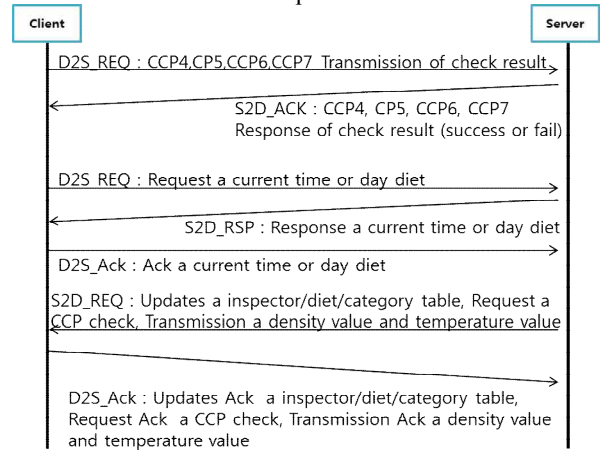 Client
Server
D2S_REQ : CCP4,CP5,CCP6,CCP7 Transmission of check result
S2D_ACK : CCP4, CP5, CCP6, CCP7
Response of check result (success or fail)
D2S REQ : Request a current time or day diet
S2D_RSP : Response a current time or day diet
D2S_Ack : Ack a current time or day diet
S2D_REQ : Updates a inspector/diet/category table, Request a
CCP check, Transmission a density value and temperature value
D2S_Ack : Updates Ack a inspector/diet/category table,
Request Ack a CCP check, Transmission Ack a density value
and temperature value